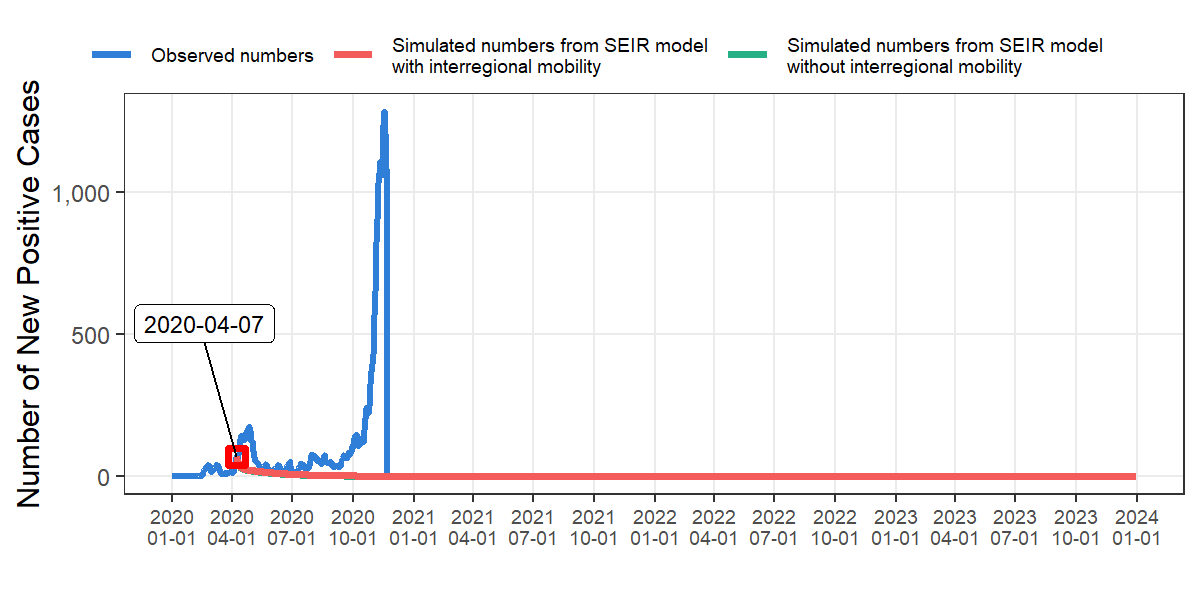 Observed numbers
Simulated numbers from SEIR model
with interregional mobility
Simulated numbers from SEIR model
without interregional mobility
Number of New Positive Cases
1,000
500
0
2020-04-07
2020 2020 2020 2020 2021 2021 2021 2021 2022 2022 2022 2022 2023 2023 2023 2023 2024
01-01 04-01 07-01 10-01 01-01 04-01 07-01 10-01 01-01 04-01 07-01 10-01 01-01 04-01 07-01 10-01 01-01